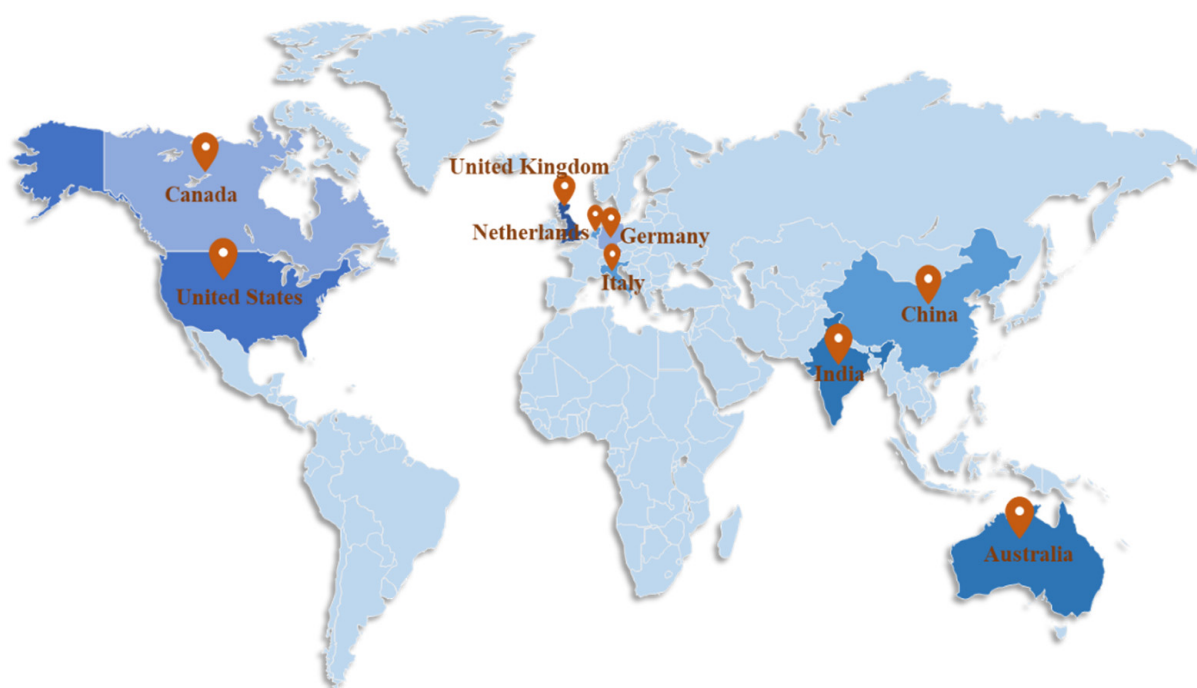 United Kingdom
Canada
Netherlands
Germany
Italy
United States
China
India
Australia